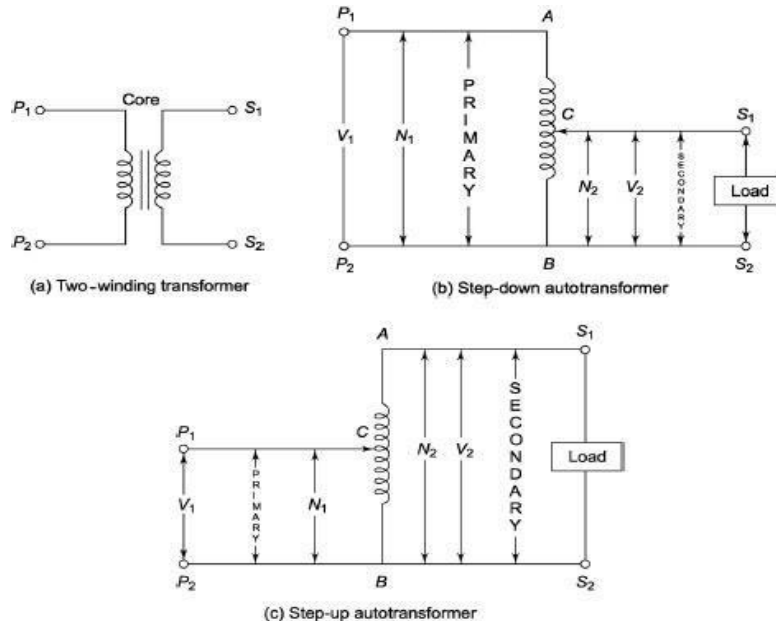 Core
P₁
S₁
P₂
S₂
(a) Two-winding transformer
P₁
A
V₁
N₁
PRIMARY
C
S₁
N₂
V₂
SECONDARY
Load
P₂
B
S₂
(b) Step-down autotransformer
A
S₁
P₁
C
V₁
PRIMARY
N₁
N₂
V₂
SECONDARY
Load
P₂
B
S₂
(c) Step-up autotransformer